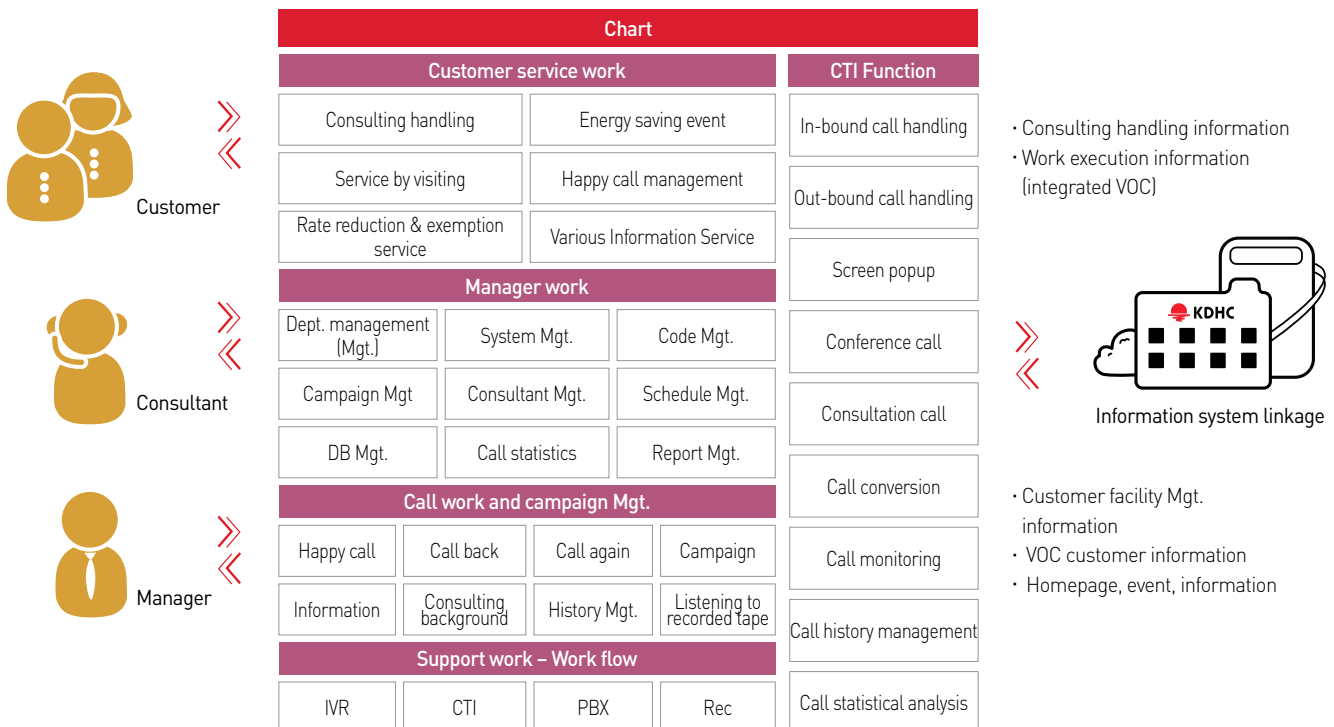 Chart
Customer service work
CTI Function
Customer
Consultant
Manager
Consulting handling
Energy saving event
Service by visiting
Happy call management
Rate reduction & exemption
service
Various Information Service
Manager work
Dept. management
(Mgt.)
System Mgt.
Code Mgt.
Campaign Mgt
Consultant Mgt.
Schedule Mgt.
DB Mgt.
Call statistics
Report Mgt.
Call work and campaign Mgt.
Happy call
Call back
Call again
Campaign
Information
Consulting
background
History Mgt.
Listening to
recorded tape
Support work – Work flow
IVR
CTI
PBX
Rec
In-bound call handling
Out-bound call handling
Screen popup
Conference call
Consultation call
Call conversion
Call monitoring
Call history management
Call statistical analysis
· Consulting handling information
· Work execution information
(integrated VOC)
KDHC
Information system linkage
· Customer facility Mgt.
information
· VOC customer information
· Homepage, event, information